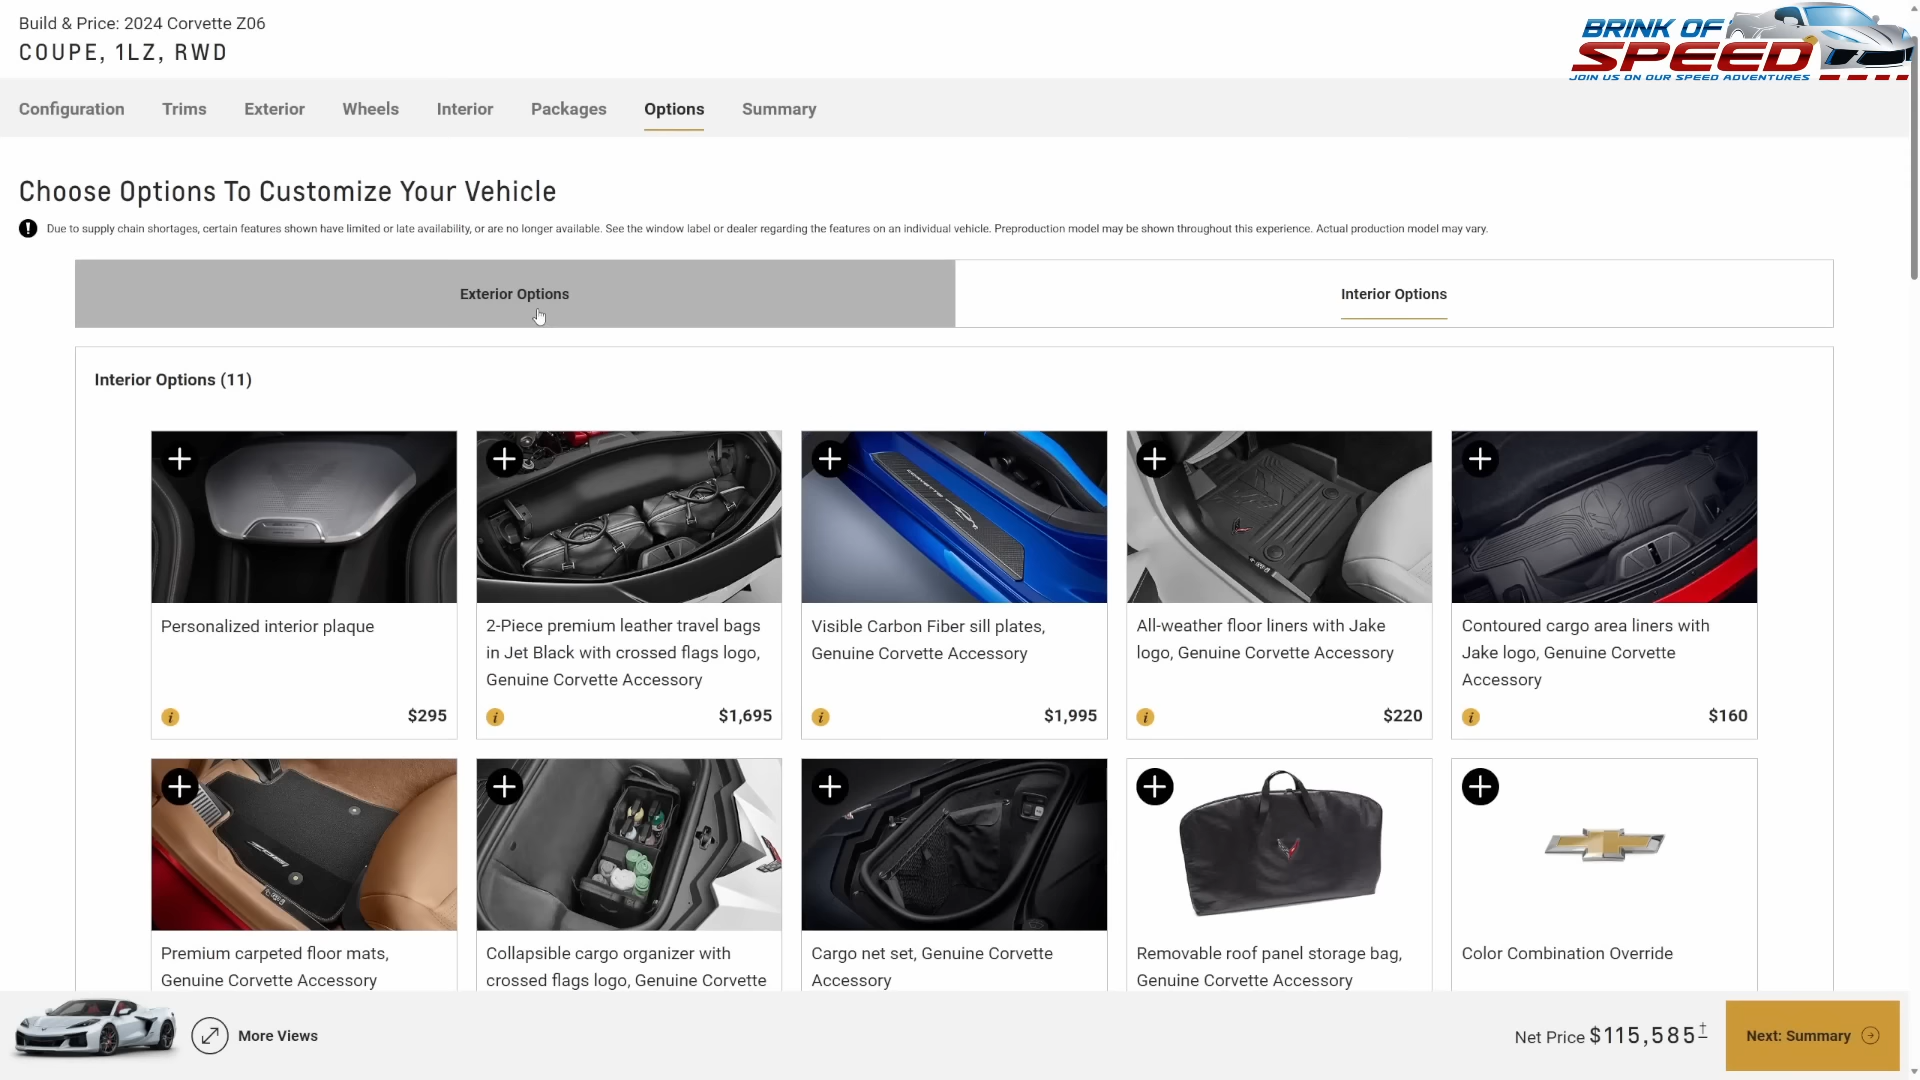 Build & Price: 2024 Corvette Z06
COUPE, 1LZ, RWD
BRINK OF
SPEED
JOIN US ON OUR SPEED ADVENTURES
Configuration
Trims
Exterior
Wheels
Interior
Packages
Options
Summary
Choose Options To Customize Your Vehicle
Due to supply chain shortages, certain features shown have limited or late availability, or are no longer available. See the window label or dealer regarding the features on an individual vehicle. Preproduction model may be shown throughout this experience. Actual production model may vary.
Exterior Options
Interior Options
Interior Options (11)
Personalized interior plaque
$295
2-Piece premium leather travel bags
in Jet Black with crossed flags logo,
Genuine Corvette Accessory
$1,695
Visible Carbon Fiber sill plates,
Genuine Corvette Accessory
$1,995
All-weather floor liners with Jake
logo, Genuine Corvette Accessory
$220
Contoured cargo area liners with
Jake logo, Genuine Corvette
Accessory
$160
Premium carpeted floor mats,
Genuine Corvette Accessory
Collapsible cargo organizer with
crossed flags logo, Genuine Corvette
Cargo net set, Genuine Corvette
Accessory
Removable roof panel storage bag,
Genuine Corvette Accessory
Color Combination Override
More Views
Net Price $115,585†
Next: Summary